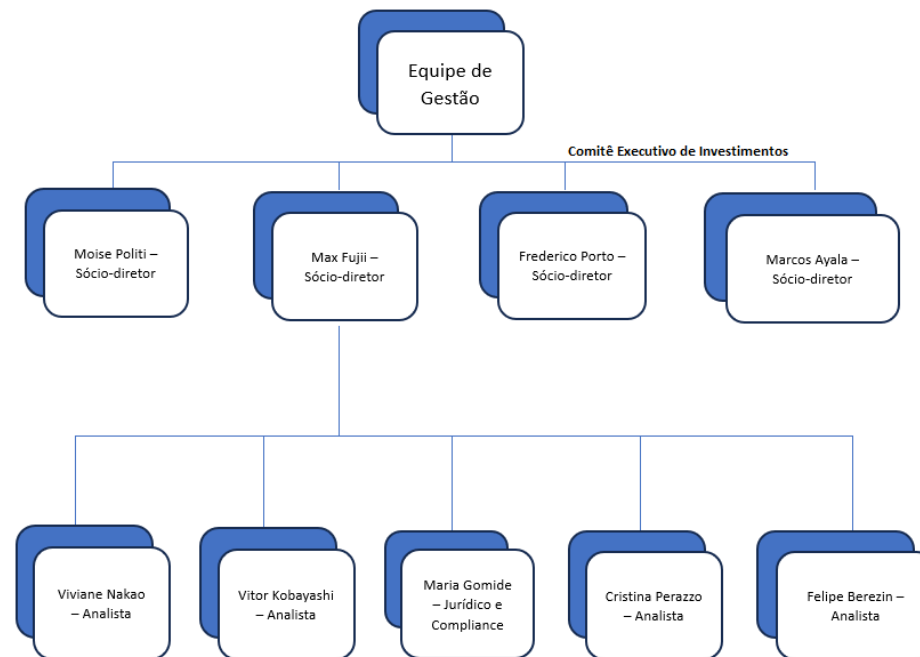 Equipe de
Gestão
Comitê Executivo de Investimentos
Moise Politi –
Sócio-diretor
Max Fujii –
Sócio-diretor
Frederico Porto –
Sócio-diretor
Marcos Ayala –
Sócio-diretor
Viviane Nakao
– Analista
Vitor Kobayashi
– Analista
Maria Gomide
– Jurídico e
Compliance
Cristina Perazzo
– Analista
Felipe Berezin –
Analista